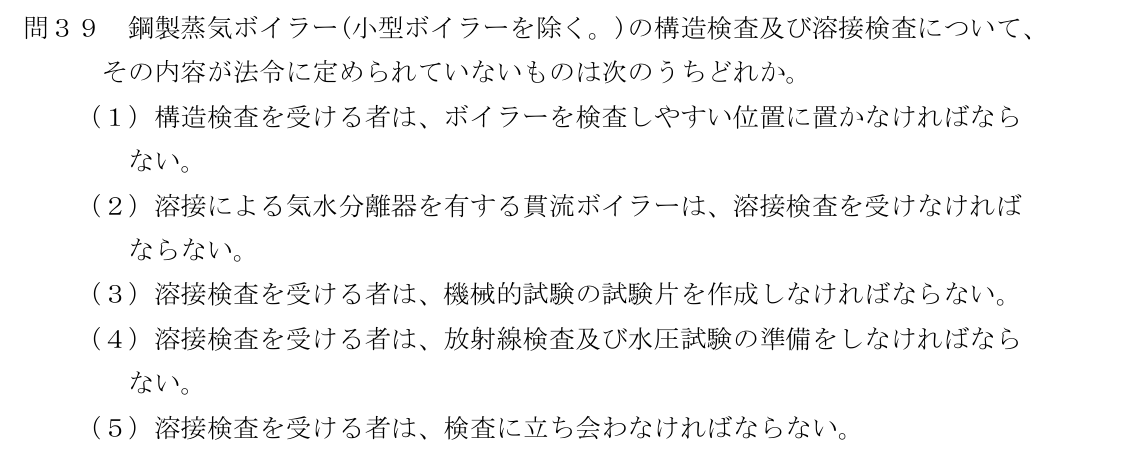 問３９　鋼製蒸気ボイラー(小型ボイラーを除く。)の構造検査及び溶接検査について、
その内容が法令に定められていないものは次のうちどれか。
（１）構造検査を受ける者は、ボイラーを検査しやすい位置に置かなければなら
ない。
（２）溶接による気水分離器を有する貫流ボイラーは、溶接検査を受けなければ
ならない。
（３）溶接検査を受ける者は、機械的試験の試験片を作成しなければならない。
（４）溶接検査を受ける者は、放射線検査及び水圧試験の準備をしなければなら
ない。
（５）溶接検査を受ける者は、検査に立ち会わなければならない。